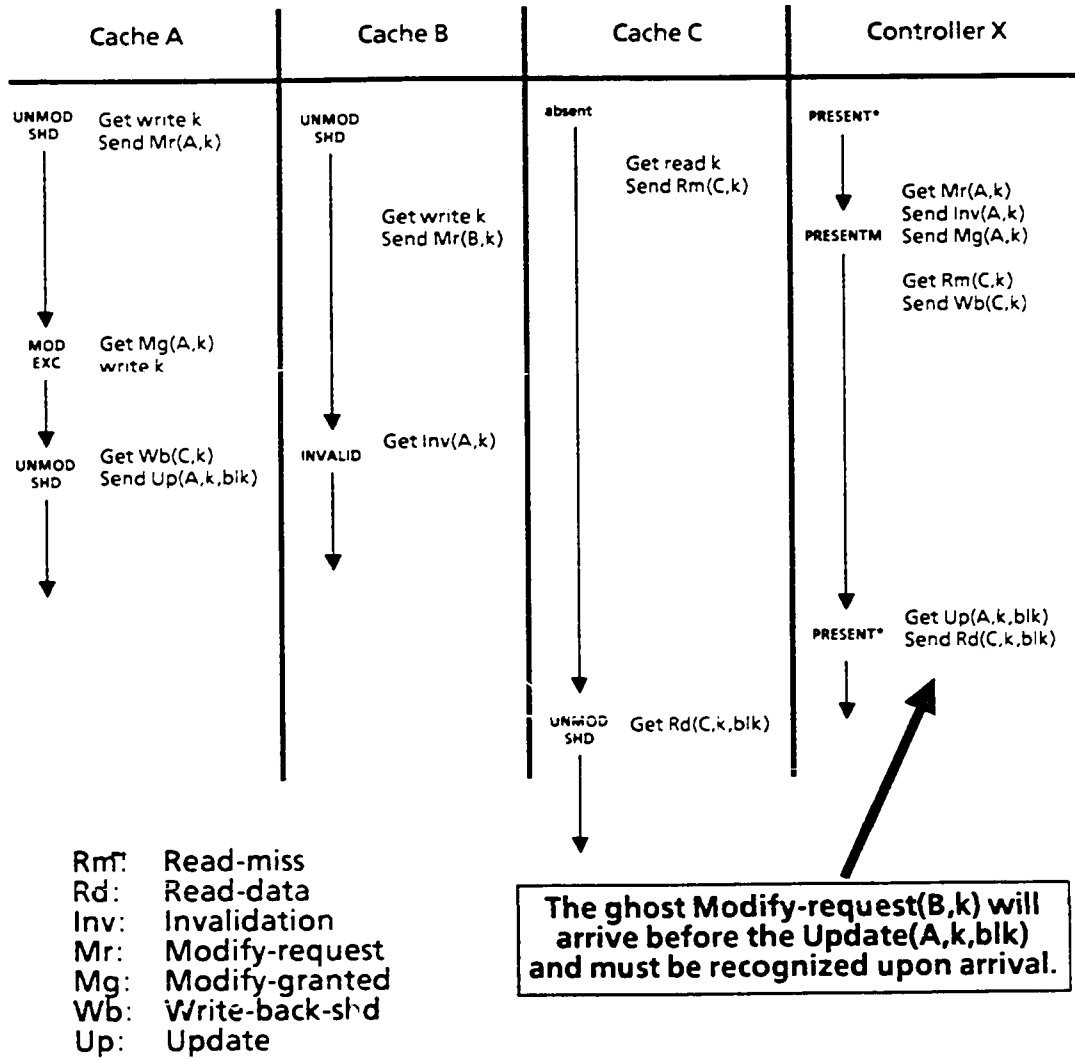 Cache A
Cache B
Cache C
Controller X
UNMOD
SHD
Get write k
Send Mr(A,k)
MOD
EXC
Get Mg(A,k)
write k
UNMOD
SHD
Get Wb(C,k)
Send Up(A,k,blk)
UNMOD
SHD
Get write k
Send Mr(B,k)
INVALID
Get Inv(A,k)
absent
Get read k
Send Rm(C,k)
UNMOD
SHD
Get Rd(C,k,blk)
PRESENT*
Get Mr(A,k)
Send Inv(A,k)
PRESENTM
Send Mg(A,k)
Get Rm(C,k)
Send Wb(C,k)
PRESENT*
Get Up(A,k,blk)
Send Rd(C,k,blk)
Rm: Read-miss
Rd: Read-data
Inv: Invalidation
Mr: Modify-request
Mg: Modify-granted
Wb: Write-back-shd
Up: Update
The ghost Modify-request(B,k) will
arrive before the Update(A,k,blk)
and must be recognized upon arrival.